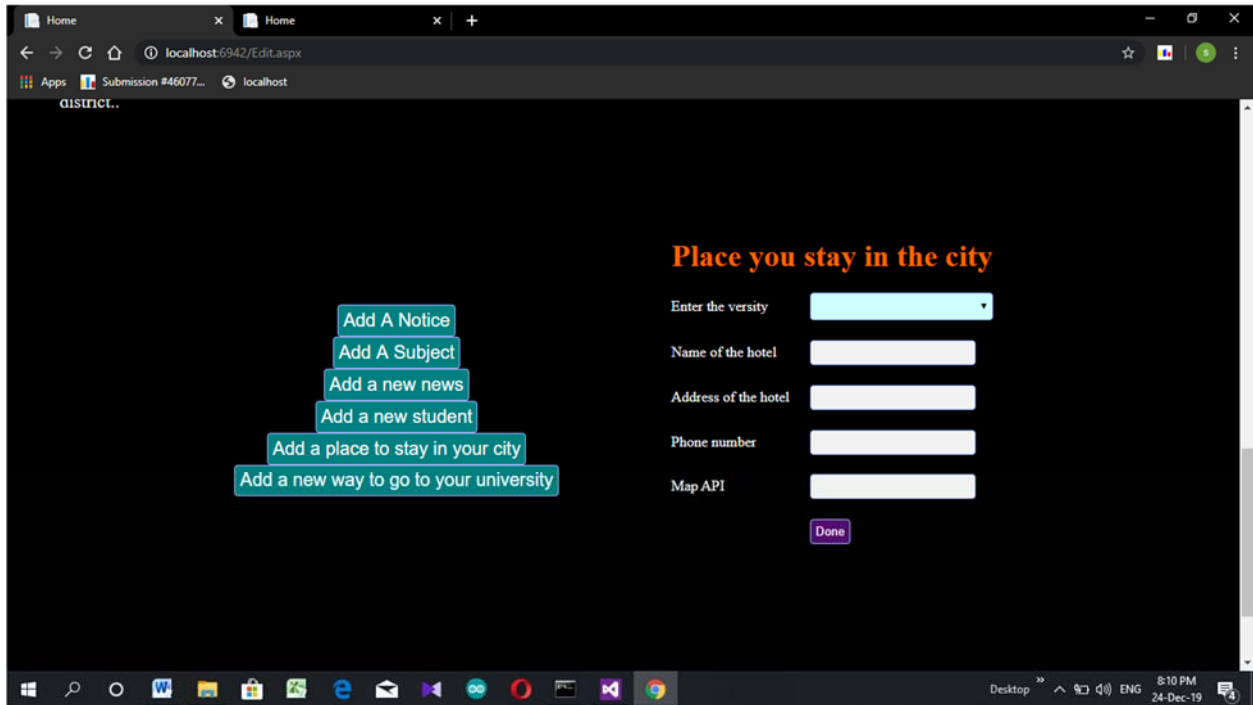 Home
Home
localhost:6942/Edit.aspx
s
Apps
Submission #46077...
localhost
district..
Place you stay in the city
Add A Notice
Add A Subject
Add a new news
Add a new student
Add a place to stay in your city
Add a new way to go to your university
Enter the versity
Name of the hotel
Address of the hotel
Phone number
Map API
Done
Desktop
ENG
8:10 PM
24-Dec-19
4